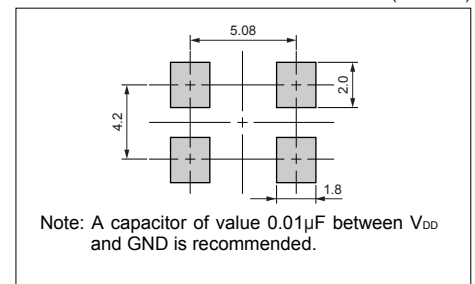 5.08
4.2
2.0
1.8
Note: A capacitor of value 0.01µF between VDD
and GND is recommended.